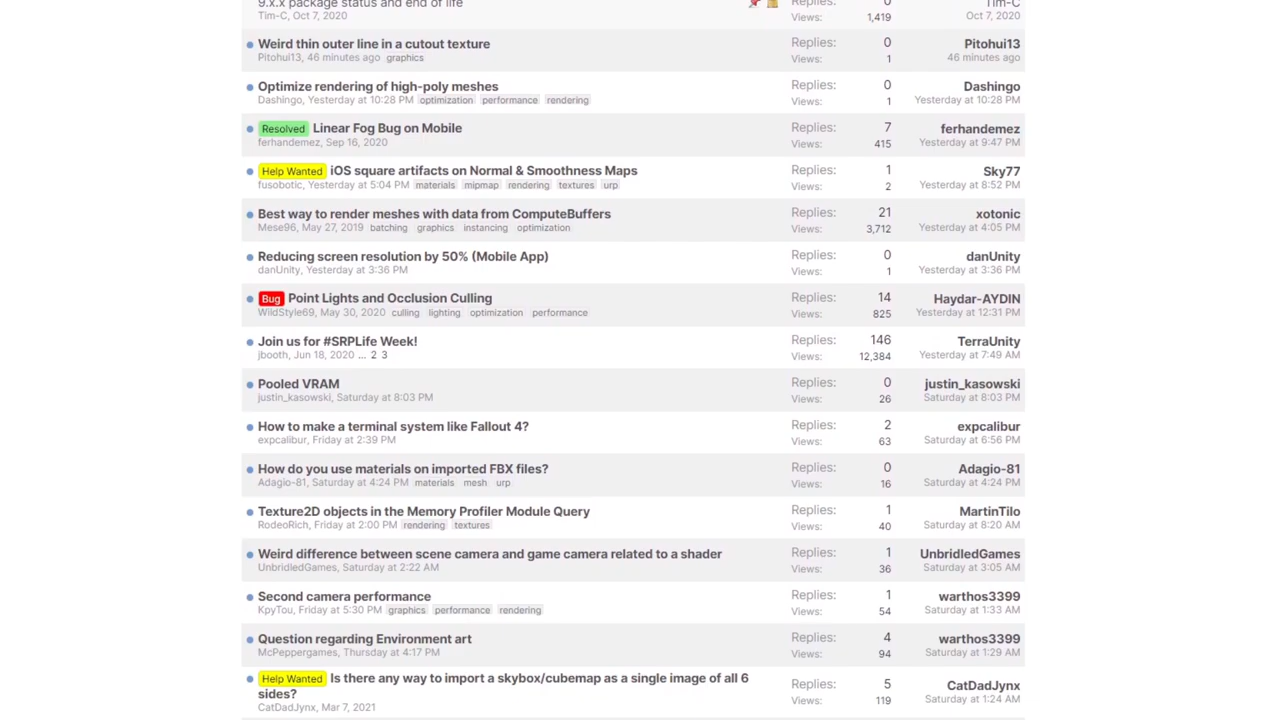 9.x.x package status and end of life Replies: 0 Tim-C
Tim-C, Oct 7, 2020 Views: 1,419 Oct 7, 2020
Weird thin outer line in a cutout texture Replies: 0 Pitohui13
Pitohui13, 46 minutes ago graphics Views: 1 46 minutes ago
Optimize rendering of high-poly meshes Replies: 0 Dashingo
Dashingo, Yesterday at 10:28 PM optimization performance rendering Views: 1 Yesterday at 10:28 PM
Resolved Linear Fog Bug on Mobile Replies: 7 ferhandemez
ferhandemez, Sep 16, 2020 Views: 415 Yesterday at 9:47 PM
Help Wanted iOS square artifacts on Normal & Smoothness Maps Replies: 1 Sky77
fusobotic, Yesterday at 5:04 PM materials mipmap rendering textures urp Views: 2 Yesterday at 8:52 PM
Best way to render meshes with data from ComputeBuffers Replies: 21 xotonic
Mese96, May 27, 2019 batching graphics instancing optimization Views: 3,712 Yesterday at 4:05 PM
Reducing screen resolution by 50% (Mobile App) Replies: 0 danUnity
danUnity, Yesterday at 3:36 PM Views: 1 Yesterday at 3:36 PM
Bug Point Lights and Occlusion Culling Replies: 14 Haydar-AYDIN
WildStyle69, May 30, 2020 culling lighting optimization performance Views: 825 Yesterday at 12:31 PM
Join us for #SRPLife Week! Replies: 146 TerraUnity
jbooth, Jun 18, 2020 ... 2 3 Views: 12,384 Yesterday at 7:49 AM
Pooled VRAM Replies: 0 justin_kasowski
justin_kasowski, Saturday at 8:03 PM Views: 26 Saturday at 8:03 PM
How to make a terminal system like Fallout 4? Replies: 2 expcalibur
expcalibur, Friday at 2:39 PM Views: 63 Saturday at 6:56 PM
How do you use materials on imported FBX files? Replies: 0 Adagio-81
Adagio-81, Saturday at 4:24 PM materials mesh urp Views: 16 Saturday at 4:24 PM
Texture2D objects in the Memory Profiler Module Query Replies: 1 MartinTilo
RodeoRich, Friday at 2:00 PM rendering textures Views: 40 Saturday at 8:20 AM
Weird difference between scene camera and game camera related to a shader Replies: 1 UnbridledGames
UnbridledGames, Saturday at 2:22 AM Views: 36 Saturday at 3:05 AM
Second camera performance Replies: 1 warthos3399
KpyTou, Friday at 5:30 PM graphics performance rendering Views: 54 Saturday at 1:33 AM
Question regarding Environment art Replies: 4 warthos3399
McPeppergames, Thursday at 4:17 PM Views: 94 Saturday at 1:29 AM
Help Wanted Is there any way to import a skybox/cubemap as a single image of all 6 Replies: 5 CatDadJynx
sides? Views: 119 Saturday at 1:24 AM
CatDadJynx, Mar 7, 2021